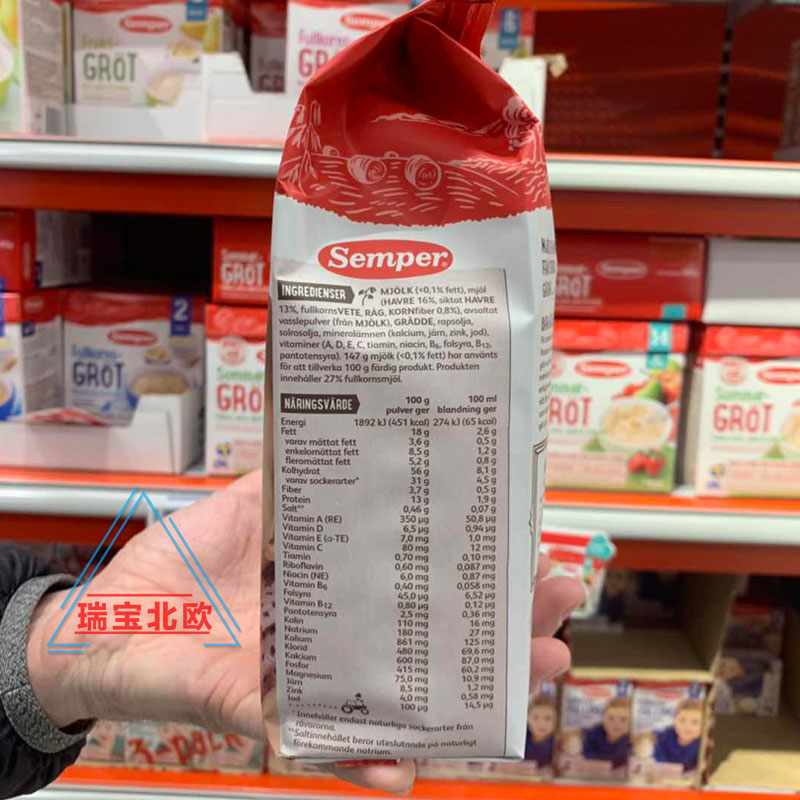 Semper
GRÖT
GRÖT
Semper
INGREDIENSER MJÖLK (<0,1% fett), mjöl
(HAVRE 16%, siktat HAVRE
13%, fullkornsVETE, RÅG, KORNfiber 0,8%), avsaltat
vasslepulver (från MJÖLK), GRÄDDE, rapsolja,
solrosolja, mineralämnen (kalcium, järn, zink, jod),
vitaminer (A, D, E, C, tiamin, niacin, B6, folsyra, B12,
pantotensyra). 147 g mjölk (<0,1% fett) har använts
för att tillverka 100 g färdig produkt. Produkten
innehåller 27% fullkornsmjöl.
NÄRINGSVÄRDE 100 g 100 ml
pulver ger blandning ger
Energi 1892 kJ (451 kcal) 274 kJ (65 kcal)
Fett 18 g 2,6 g
varav mättat fett 3,6 g 0,5 g
enkelomättat fett 8,5 g 1,2 g
fleromättat fett 5,2 g 0,8 g
Kolhydrat 56 g 8,1 g
varav sockerarter* 31 g 4,5 g
Fiber 3,7 g 0,5 g
Protein 13 g 1,9 g
Salt** 0,46 g 0,07 g
Vitamin A (RE) 350 µg 50,8 µg
Vitamin D 6,5 µg 0,94 µg
Vitamin E (α-TE) 7,0 mg 1,0 mg
Vitamin C 80 mg 12 mg
Tiamin 0,70 mg 0,10 mg
Riboflavin 0,60 mg 0,087 mg
Niacin (NE) 6,0 mg 0,87 mg
Vitamin B6 0,40 mg 0,058 mg
Folsyra 45,0 µg 6,52 µg
Vitamin B12 0,80 µg 0,12 µg
Pantotensyra 2,5 mg 0,36 mg
Kolin 110 mg 16 mg
Natrium 180 mg 27 mg
Kalium 861 mg 125 mg
Klorid 480 mg 69,6 mg
Kalcium 600 mg 87,0 mg
Fosfor 415 mg 60,2 mg
Magnesium 75,0 mg 10,9 mg
Järn 8,5 mg 1,2 mg
Zink 4,0 mg 0,58 mg
Jod 100 µg 14,5 µg
*Innehåller endast naturliga sockerarter från
råvarorna.
**Saltinnehållet beror uteslutande på naturligt
förekommande natrium.
GRÖT
GRÖT
2
GRÖT
瑞宝北欧